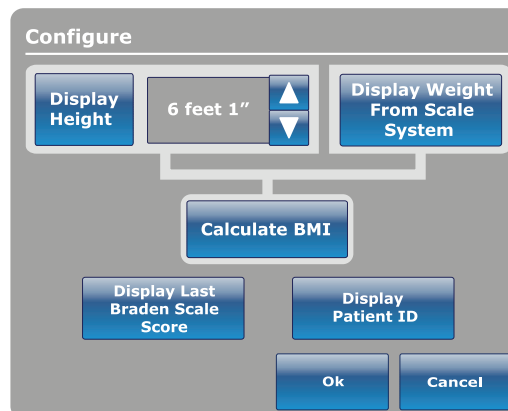 Configure
Display
Height
6 feet 1”
Display Weight
From Scale
System
Calculate BMI
Display Last
Braden Scale
Score
Display
Patient ID
Ok
Cancel